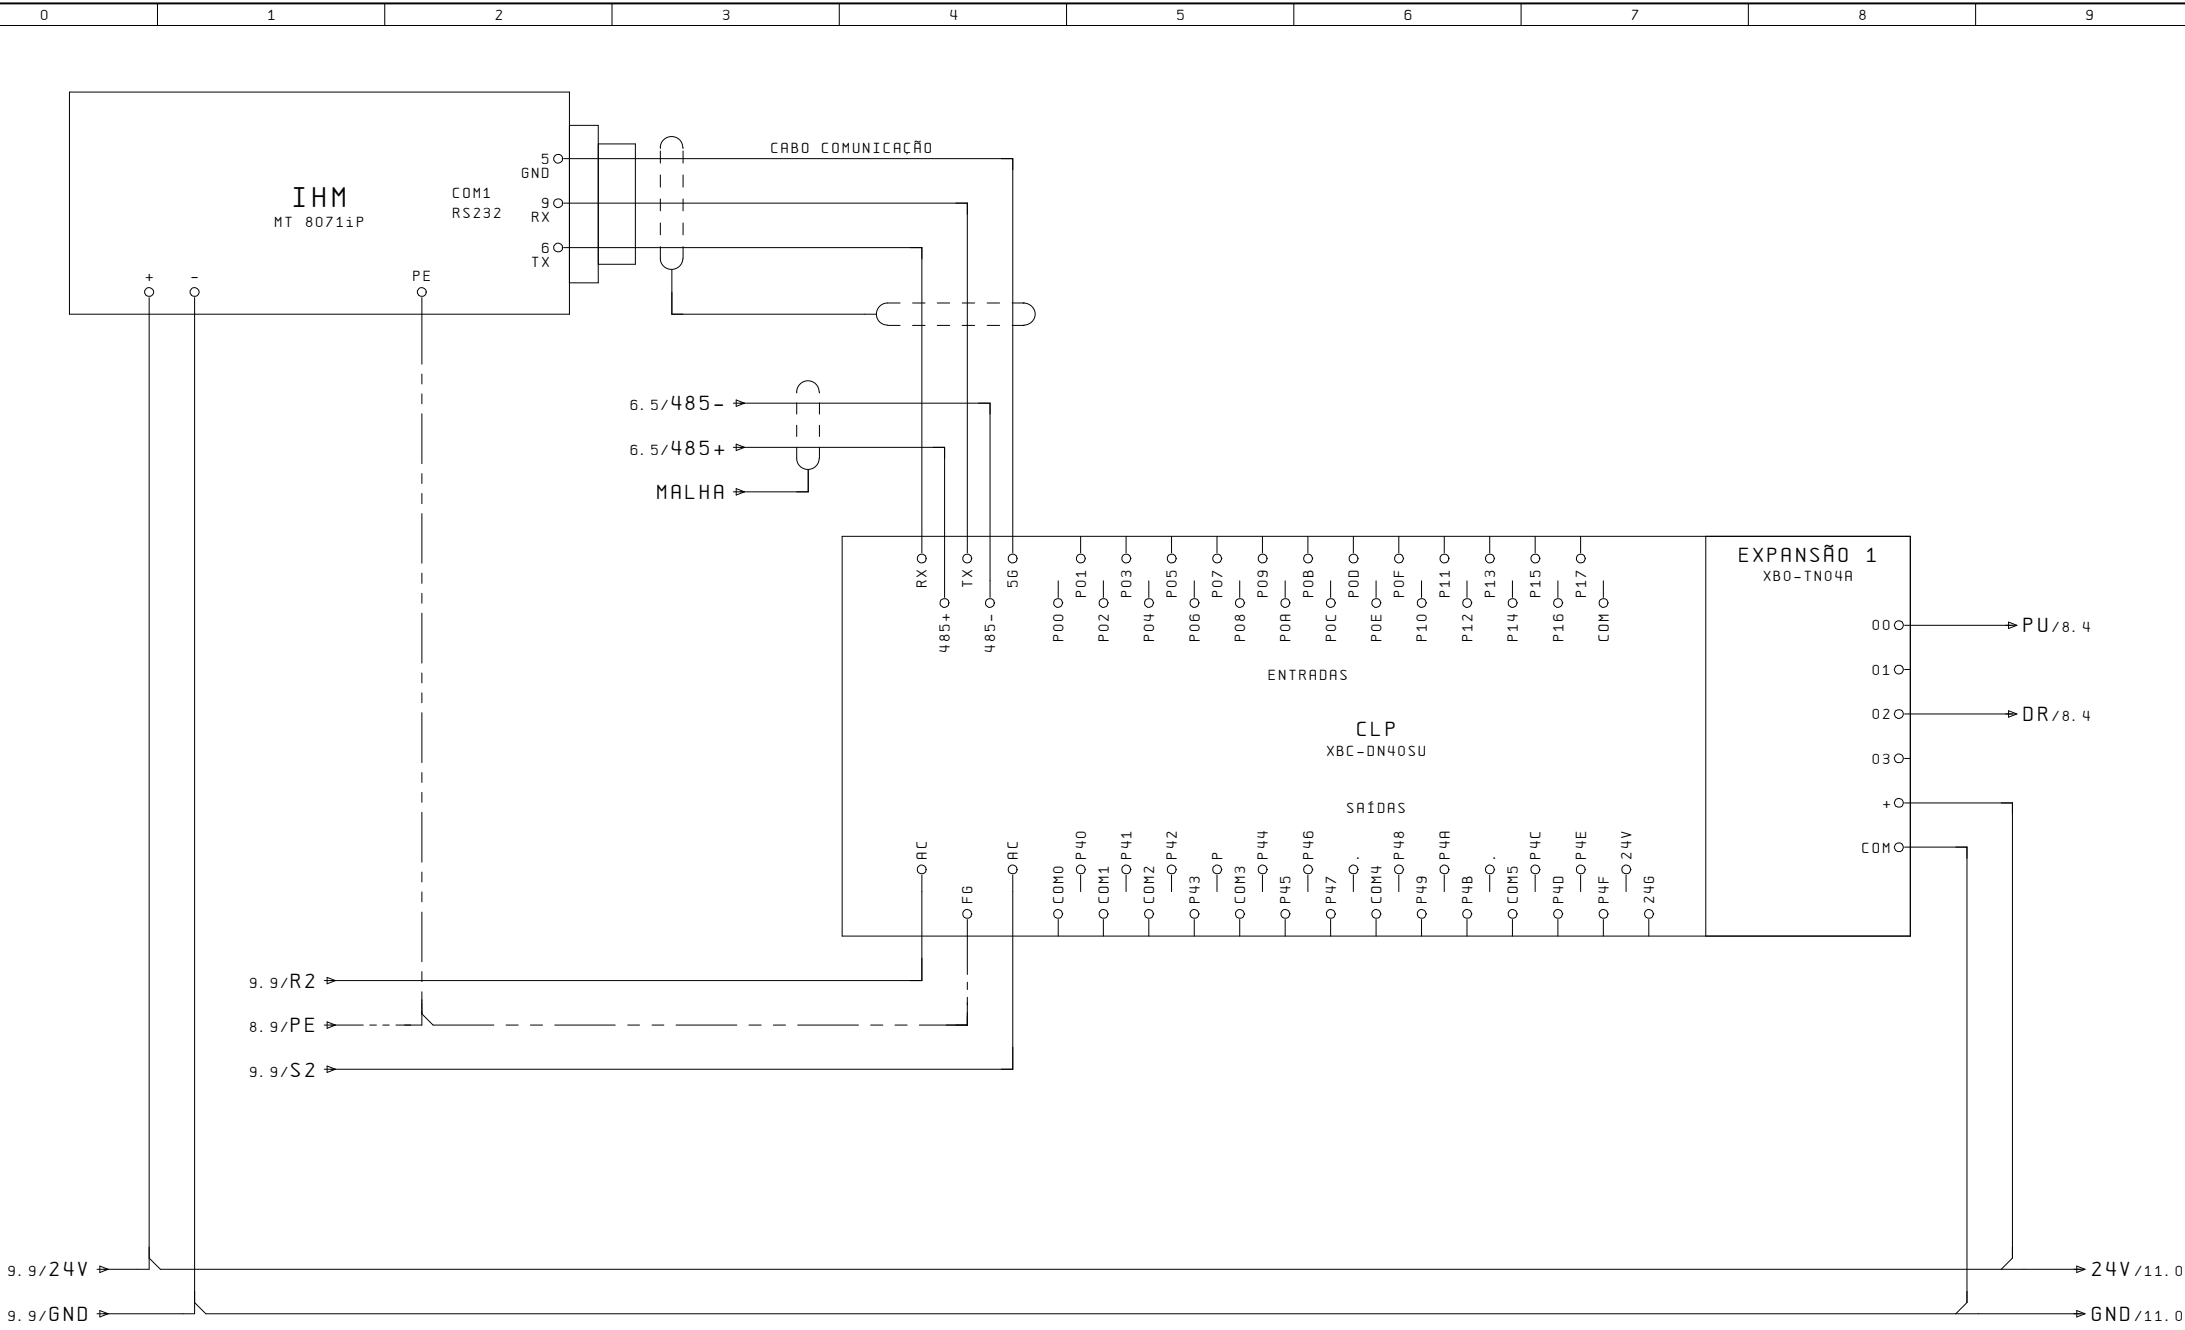 0 1 2 3 4 5 6 7 8 9
CABO COMUNICAÇÃO
5
GND
IHM
MT 8071iP
COM1
RS232
9
RX
6
TX
+ - PE
6.5/485-
6.5/485+
MALHA
RX TX SG
485+ 485-
P01 P03 P05 P07 P09 P0B P0D P0F P11 P13 P15 P17
P00 P02 P04 P06 P08 P0A P0C P0E P10 P12 P14 P16 COM
EXPANSÃO 1
XBO-TN04A
00
PU/8.4
01
02
DR/8.4
03
+
COM
ENTRADAS
CLP
XBC-DN40SU
SAÍDAS
AC AC P40 P41 P42 P P44 P46 . P48 P4A . P4C P4E 24V
FG COM0 COM1 COM2 P43 COM3 P45 P47 COM4 P49 P4B COM5 P4D P4F 24G
9.9/R2
8.9/PE
9.9/S2
9.9/24V
24V/11.0
9.9/GND
GND/11.0